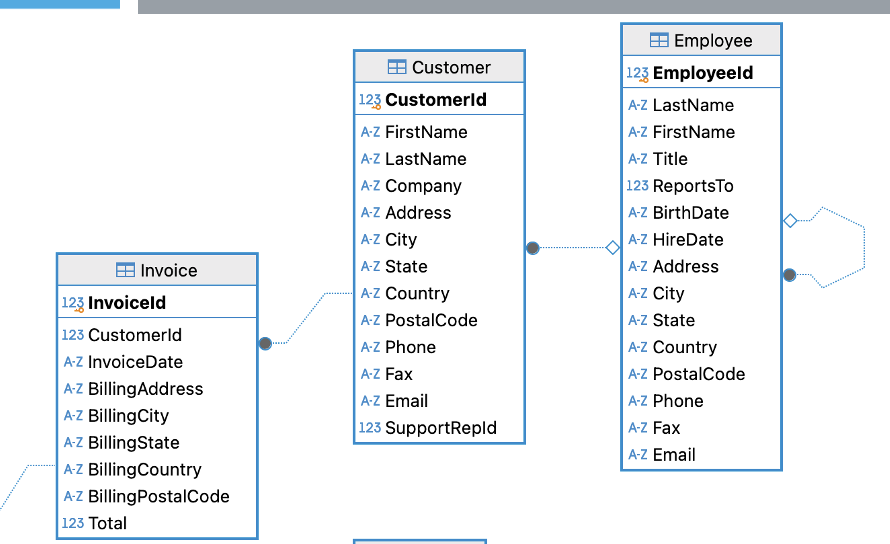 Customer
123 CustomerId
A-Z FirstName
A-Z LastName
A-Z Company
A-Z Address
A-Z City
A-Z State
A-Z Country
A-Z PostalCode
A-Z Phone
A-Z Fax
A-Z Email
123 SupportRepId
Employee
123 EmployeeId
A-Z LastName
A-Z FirstName
A-Z Title
123 ReportsTo
A-Z BirthDate
A-Z HireDate
A-Z Address
A-Z City
A-Z State
A-Z Country
A-Z PostalCode
A-Z Phone
A-Z Fax
A-Z Email
Invoice
123 InvoiceId
123 CustomerId
A-Z InvoiceDate
A-Z BillingAddress
A-Z BillingCity
A-Z BillingState
A-Z BillingCountry
A-Z BillingPostalCode
123 Total